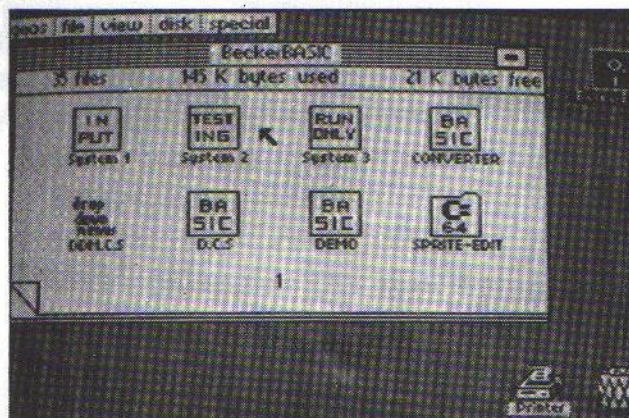 geos file view disk special
BeckerBASIC
35 files 145 K bytes used 21 K bytes free
IN PUT TEST ING RUN ONLY BA SIC
System 1 System 2 System 3 CONVERTER
drop down menus BA SIC BA SIC C= 64
DDM.C.S D.C.S DEMO SPRITE-EDIT
1
Printer